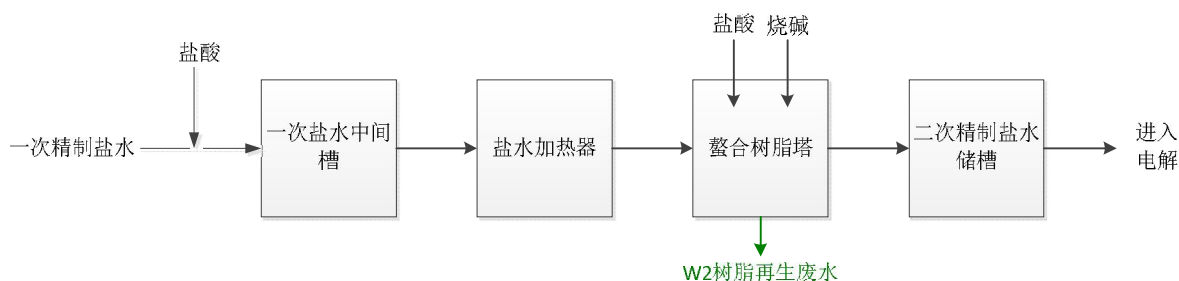 盐酸
一次精制盐水
一次盐水中间
槽
盐水加热器
盐酸 烧碱
螯合树脂塔
W2树脂再生废水
二次精制盐水
储槽
进入
电解